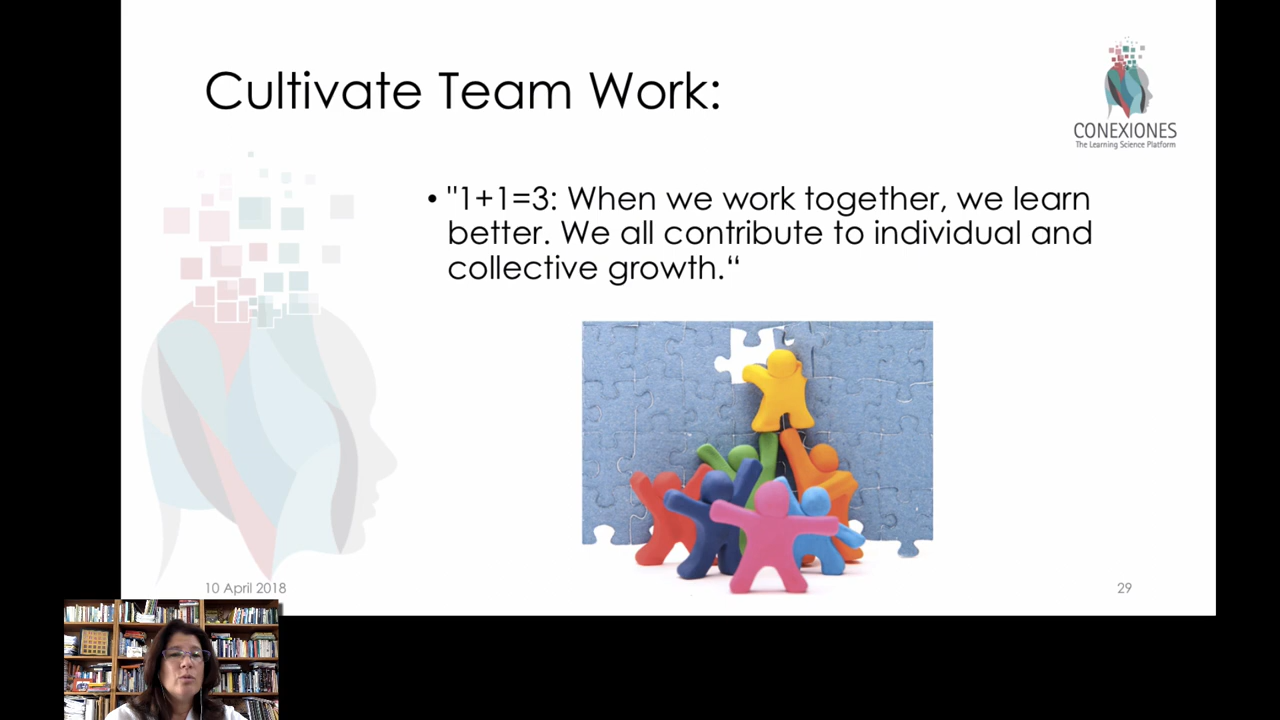 Cultivate Team Work:
CONEXIONES
The Learning Science Platform
• "1+1=3: When we work together, we learn
better. We all contribute to individual and
collective growth.“
10 April 2018
29